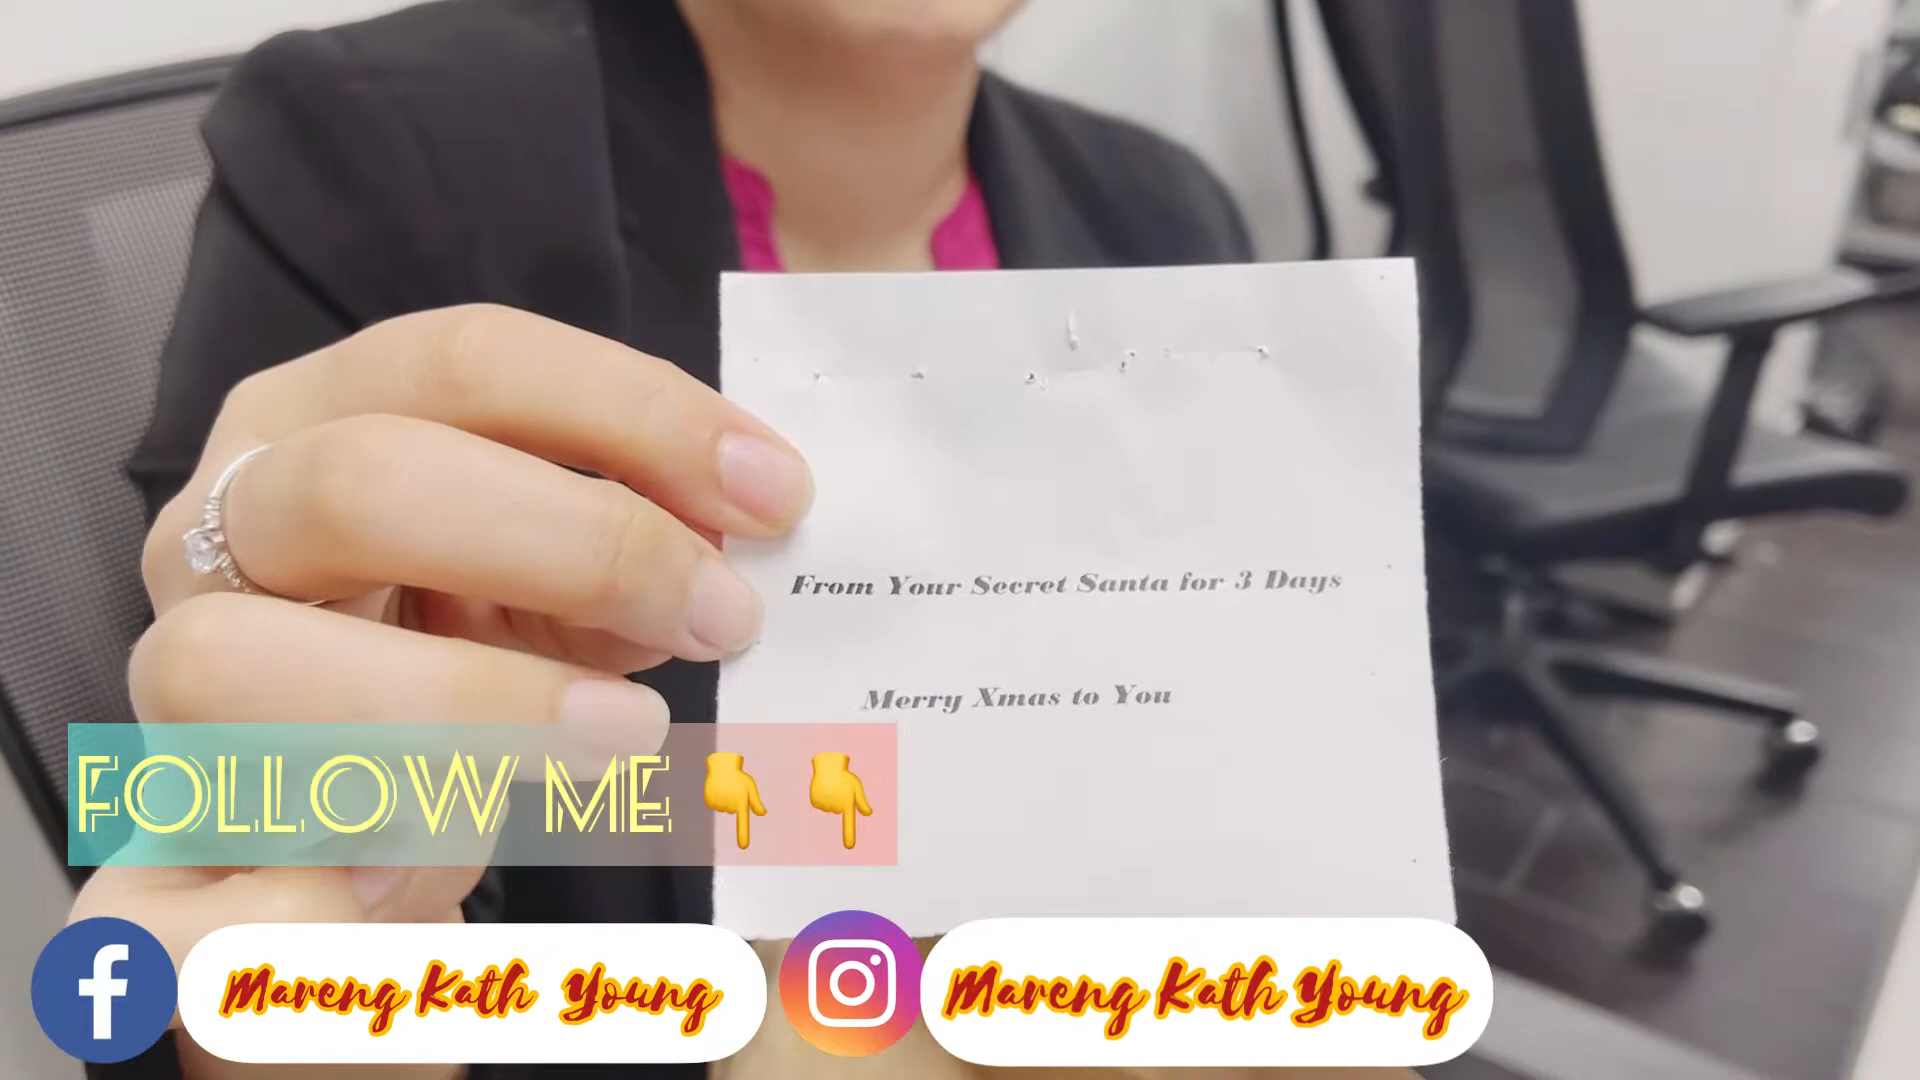 From Your Secret Santa for 3 Days
Merry Xmas to You
FOLLOW ME 👇 👇
Mareng Kath Young
Mareng Kath Young